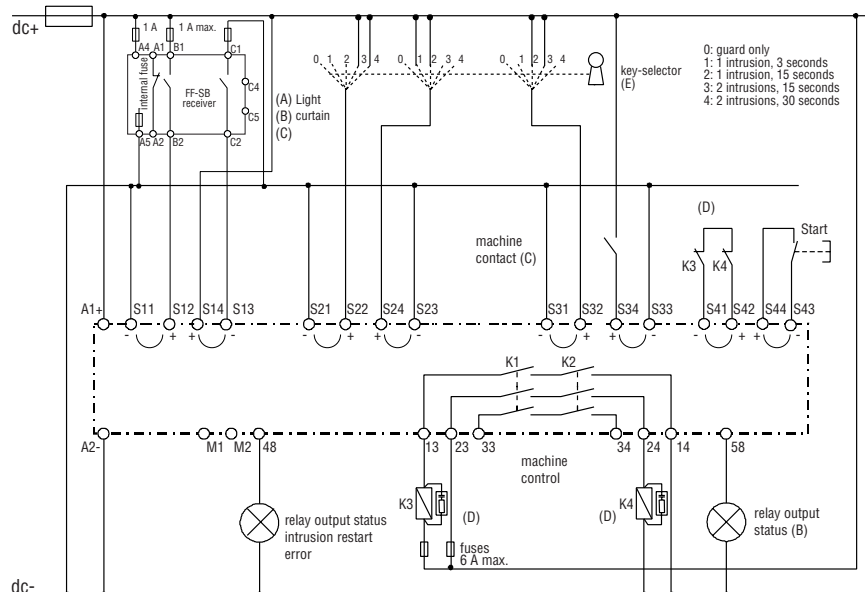 dc+
1 A
1 A max.
A4
A1
B1
C1
internal fuse
FF-SB
receiver
C4
C5
A5
A2
B2
C2
(A) Light
(B) curtain
(C)
0 1 2 3 4
0 1 2 3 4
0 1 2 3 4
key-selector
(E)
0: guard only
1: 1 intrusion, 3 seconds
2: 1 intrusion, 15 seconds
3: 2 intrusions, 15 seconds
4: 2 intrusions, 30 seconds
machine
contact (C)
(D)
K3
K4
Start
A1+
S11
S12
S14
S13
S21
S22
S24
S23
S31
S32
S34
S33
S41
S42
S44
S43
- + + -
- + + -
- + + -
- + + -
K1
K2
A2-
M1
M2
48
13
23
33
34
24
14
58
machine
control
relay output status
intrusion restart
error
K3
(D)
fuses
6 A max.
(D)
K4
relay output
status (B)
dc-